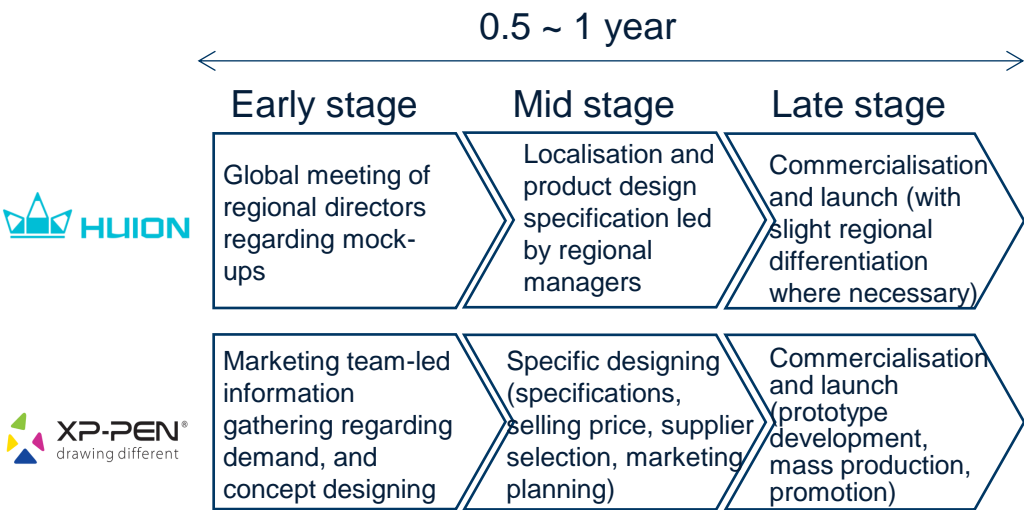 0.5 ~ 1 year
Early stage
Mid stage
Late stage
HUION
Global meeting of
regional directors
regarding mock-
ups
Localisation and
product design
specification led
by regional
managers
Commercialisation
and launch (with
slight regional
differentiation
where necessary)
XP-PEN®
drawing different
Marketing team-led
information
gathering regarding
demand, and
concept designing
Specific designing
(specifications,
selling price, supplier
selection, marketing
planning)
Commercialisation
and launch
(prototype
development,
mass production,
promotion)